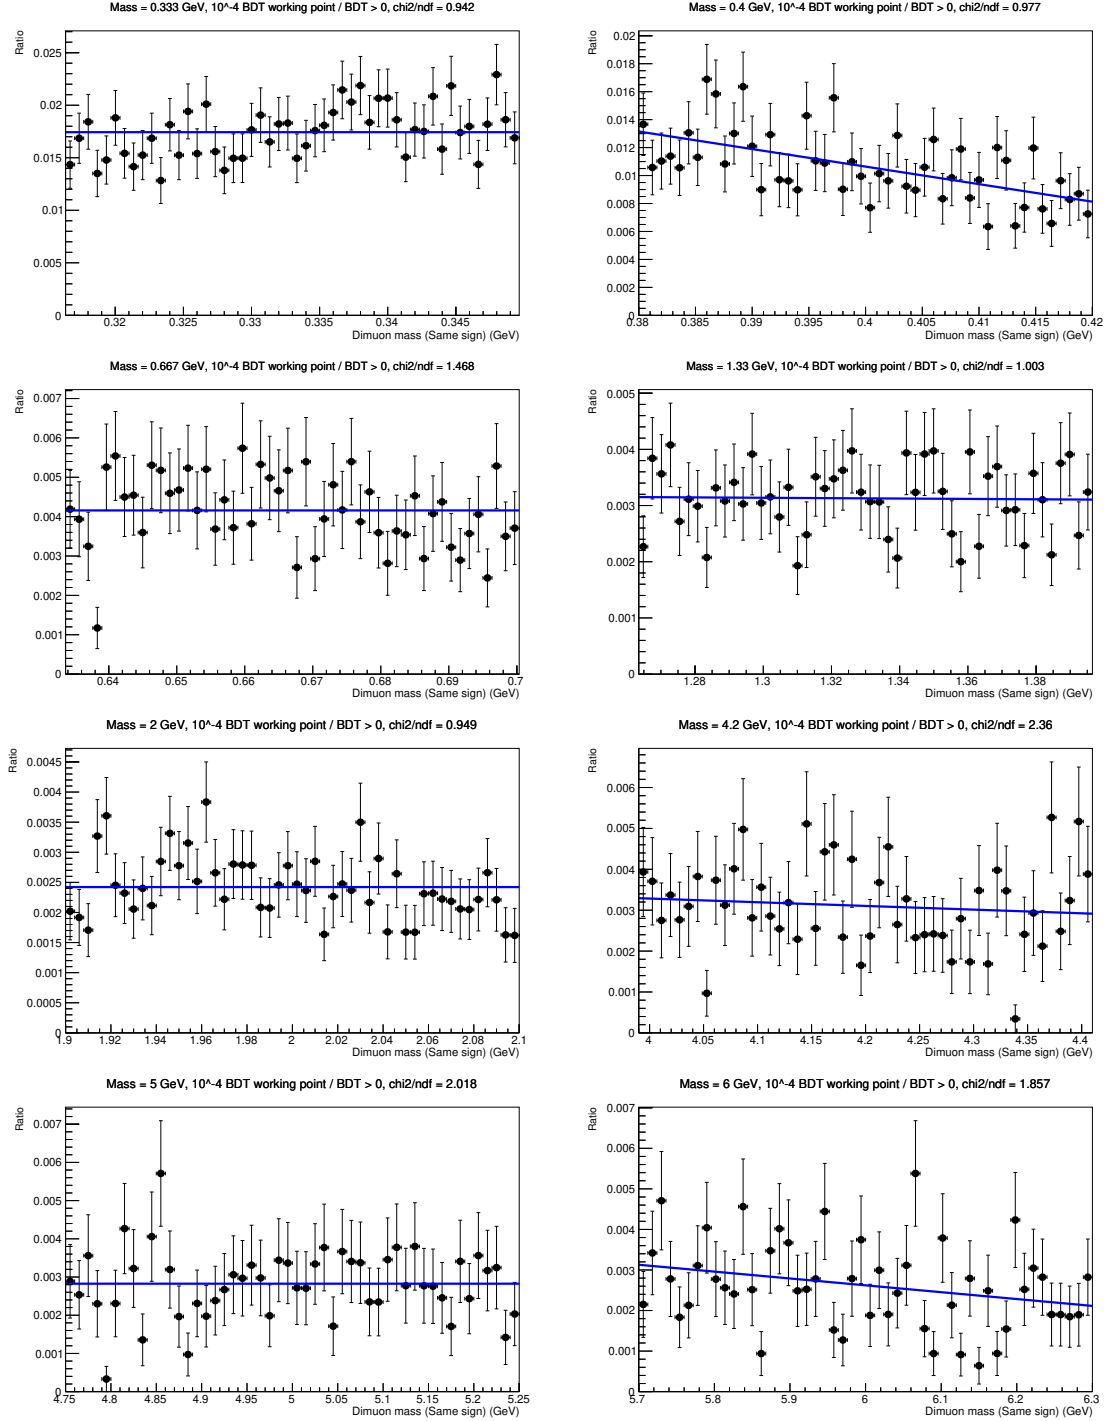 Mass = 0.333 GeV, 10^-4 BDT working point / BDT > 0, chi2/ndf = 0.942
Ratio
0.025
0.02
0.015
0.01
0.005
0
0.32 0.325 0.33 0.335 0.34 0.345
Dimuon mass (Same sign) (GeV)
Mass = 0.4 GeV, 10^-4 BDT working point / BDT > 0, chi2/ndf = 0.977
Ratio
0.02
0.018
0.016
0.014
0.012
0.01
0.008
0.006
0.004
0.002
0
0.38 0.385 0.39 0.395 0.4 0.405 0.41 0.415 0.42
Dimuon mass (Same sign) (GeV)
Mass = 0.667 GeV, 10^-4 BDT working point / BDT > 0, chi2/ndf = 1.468
Ratio
0.007
0.006
0.005
0.004
0.003
0.002
0.001
0
0.64 0.65 0.66 0.67 0.68 0.69 0.7
Dimuon mass (Same sign) (GeV)
Mass = 1.33 GeV, 10^-4 BDT working point / BDT > 0, chi2/ndf = 1.003
Ratio
0.005
0.004
0.003
0.002
0.001
0
1.28 1.3 1.32 1.34 1.36 1.38
Dimuon mass (Same sign) (GeV)
Mass = 2 GeV, 10^-4 BDT working point / BDT > 0, chi2/ndf = 0.949
Ratio
0.0045
0.004
0.0035
0.003
0.0025
0.002
0.0015
0.001
0.0005
0
1.9 1.92 1.94 1.96 1.98 2 2.02 2.04 2.06 2.08 2.1
Dimuon mass (Same sign) (GeV)
Mass = 4.2 GeV, 10^-4 BDT working point / BDT > 0, chi2/ndf = 2.36
Ratio
0.006
0.005
0.004
0.003
0.002
0.001
0
4 4.05 4.1 4.15 4.2 4.25 4.3 4.35 4.4
Dimuon mass (Same sign) (GeV)
Mass = 5 GeV, 10^-4 BDT working point / BDT > 0, chi2/ndf = 2.018
Ratio
0.007
0.006
0.005
0.004
0.003
0.002
0.001
0
4.75 4.8 4.85 4.9 4.95 5 5.05 5.1 5.15 5.2 5.25
Dimuon mass (Same sign) (GeV)
Mass = 6 GeV, 10^-4 BDT working point / BDT > 0, chi2/ndf = 1.857
Ratio
0.007
0.006
0.005
0.004
0.003
0.002
0.001
0
5.7 5.8 5.9 6 6.1 6.2 6.3
Dimuon mass (Same sign) (GeV)